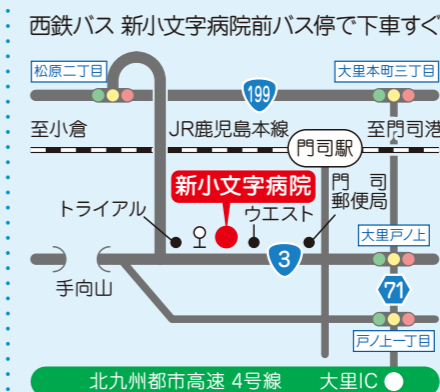 西鉄バス 新小文字病院前バス停で下車すぐ
松原二丁目
大里本町三丁目
199
至小倉
JR鹿児島本線
至門司港
門司駅
新小文字病院
門司
郵便局
トライアル
ウエスト
大里戸ノ上
3
手向山
71
戸ノ上一丁目
北九州都市高速 4号線
大里IC